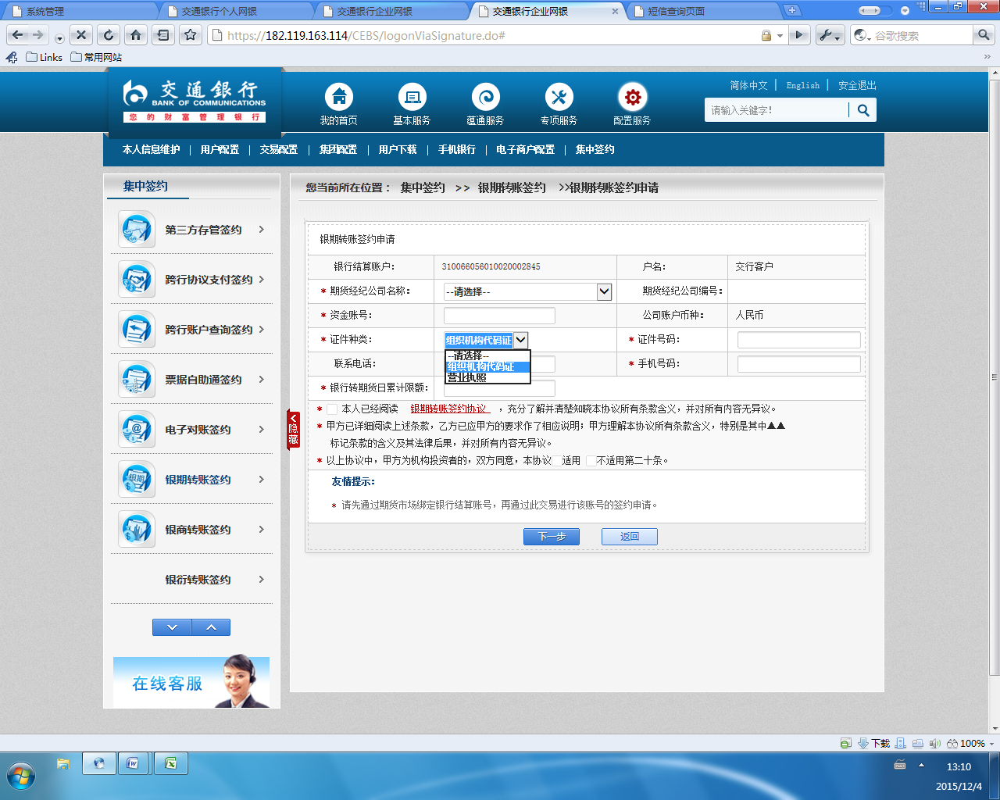 系统管理
交通银行个人网银
交通银行企业网银
交通银行企业网银
短信查询页面
https://182.119.163.114/CEBS/logonViaSignature.do#
谷歌搜索
Links
常用网站
交通銀行
BANK OF COMMUNICATIONS
您的财富管理银行
我的首页
基本服务
蕴通服务
专项服务
配置服务
简体中文 | English | 安全退出
请输入关键字！
本人信息维护 | 用户配置 | 交易配置 | 集团配置 | 用户下载 | 手机银行 | 电子商户配置 | 集中签约
集中签约
第三方存管签约
跨行协议支付签约
跨行账户查询签约
票据自助通签约
电子对账签约
银期转账签约
银商转账签约
银衍转账签约
在线客服
隐藏
您当前所在位置： 集中签约 >> 银期转账签约 >>银期转账签约申请
银期转账签约申请
银行结算账户： 310066056010020002845 户名： 交行客户
* 期货经纪公司名称： --请选择-- 期货经纪公司编号：
* 资金账号： 公司账户币种： 人民币
* 证件种类： 组织机构代码证 * 证件号码：
--请选择--
组织机构代码证
营业执照
联系电话： * 手机号码：
* 银行转期货日累计限额：
* 本人已经阅读 银期转账签约协议 ，充分了解并清楚知晓本协议所有条款含义，并对所有内容无异议。
* 甲方已详细阅读上述条款，乙方已应甲方的要求作了相应说明；甲方理解本协议所有条款含义，特别是其中▲▲
标记条款的含义及其法律后果，并对所有内容无异议。
* 以上协议中，甲方为机构投资者的，双方同意，本协议 适用 不适用第二十条。
友情提示：
* 请先通过期货市场绑定银行结算账号，再通过此交易进行该账号的签约申请。
下一步
返回
下载
100%
13:10
2015/12/4